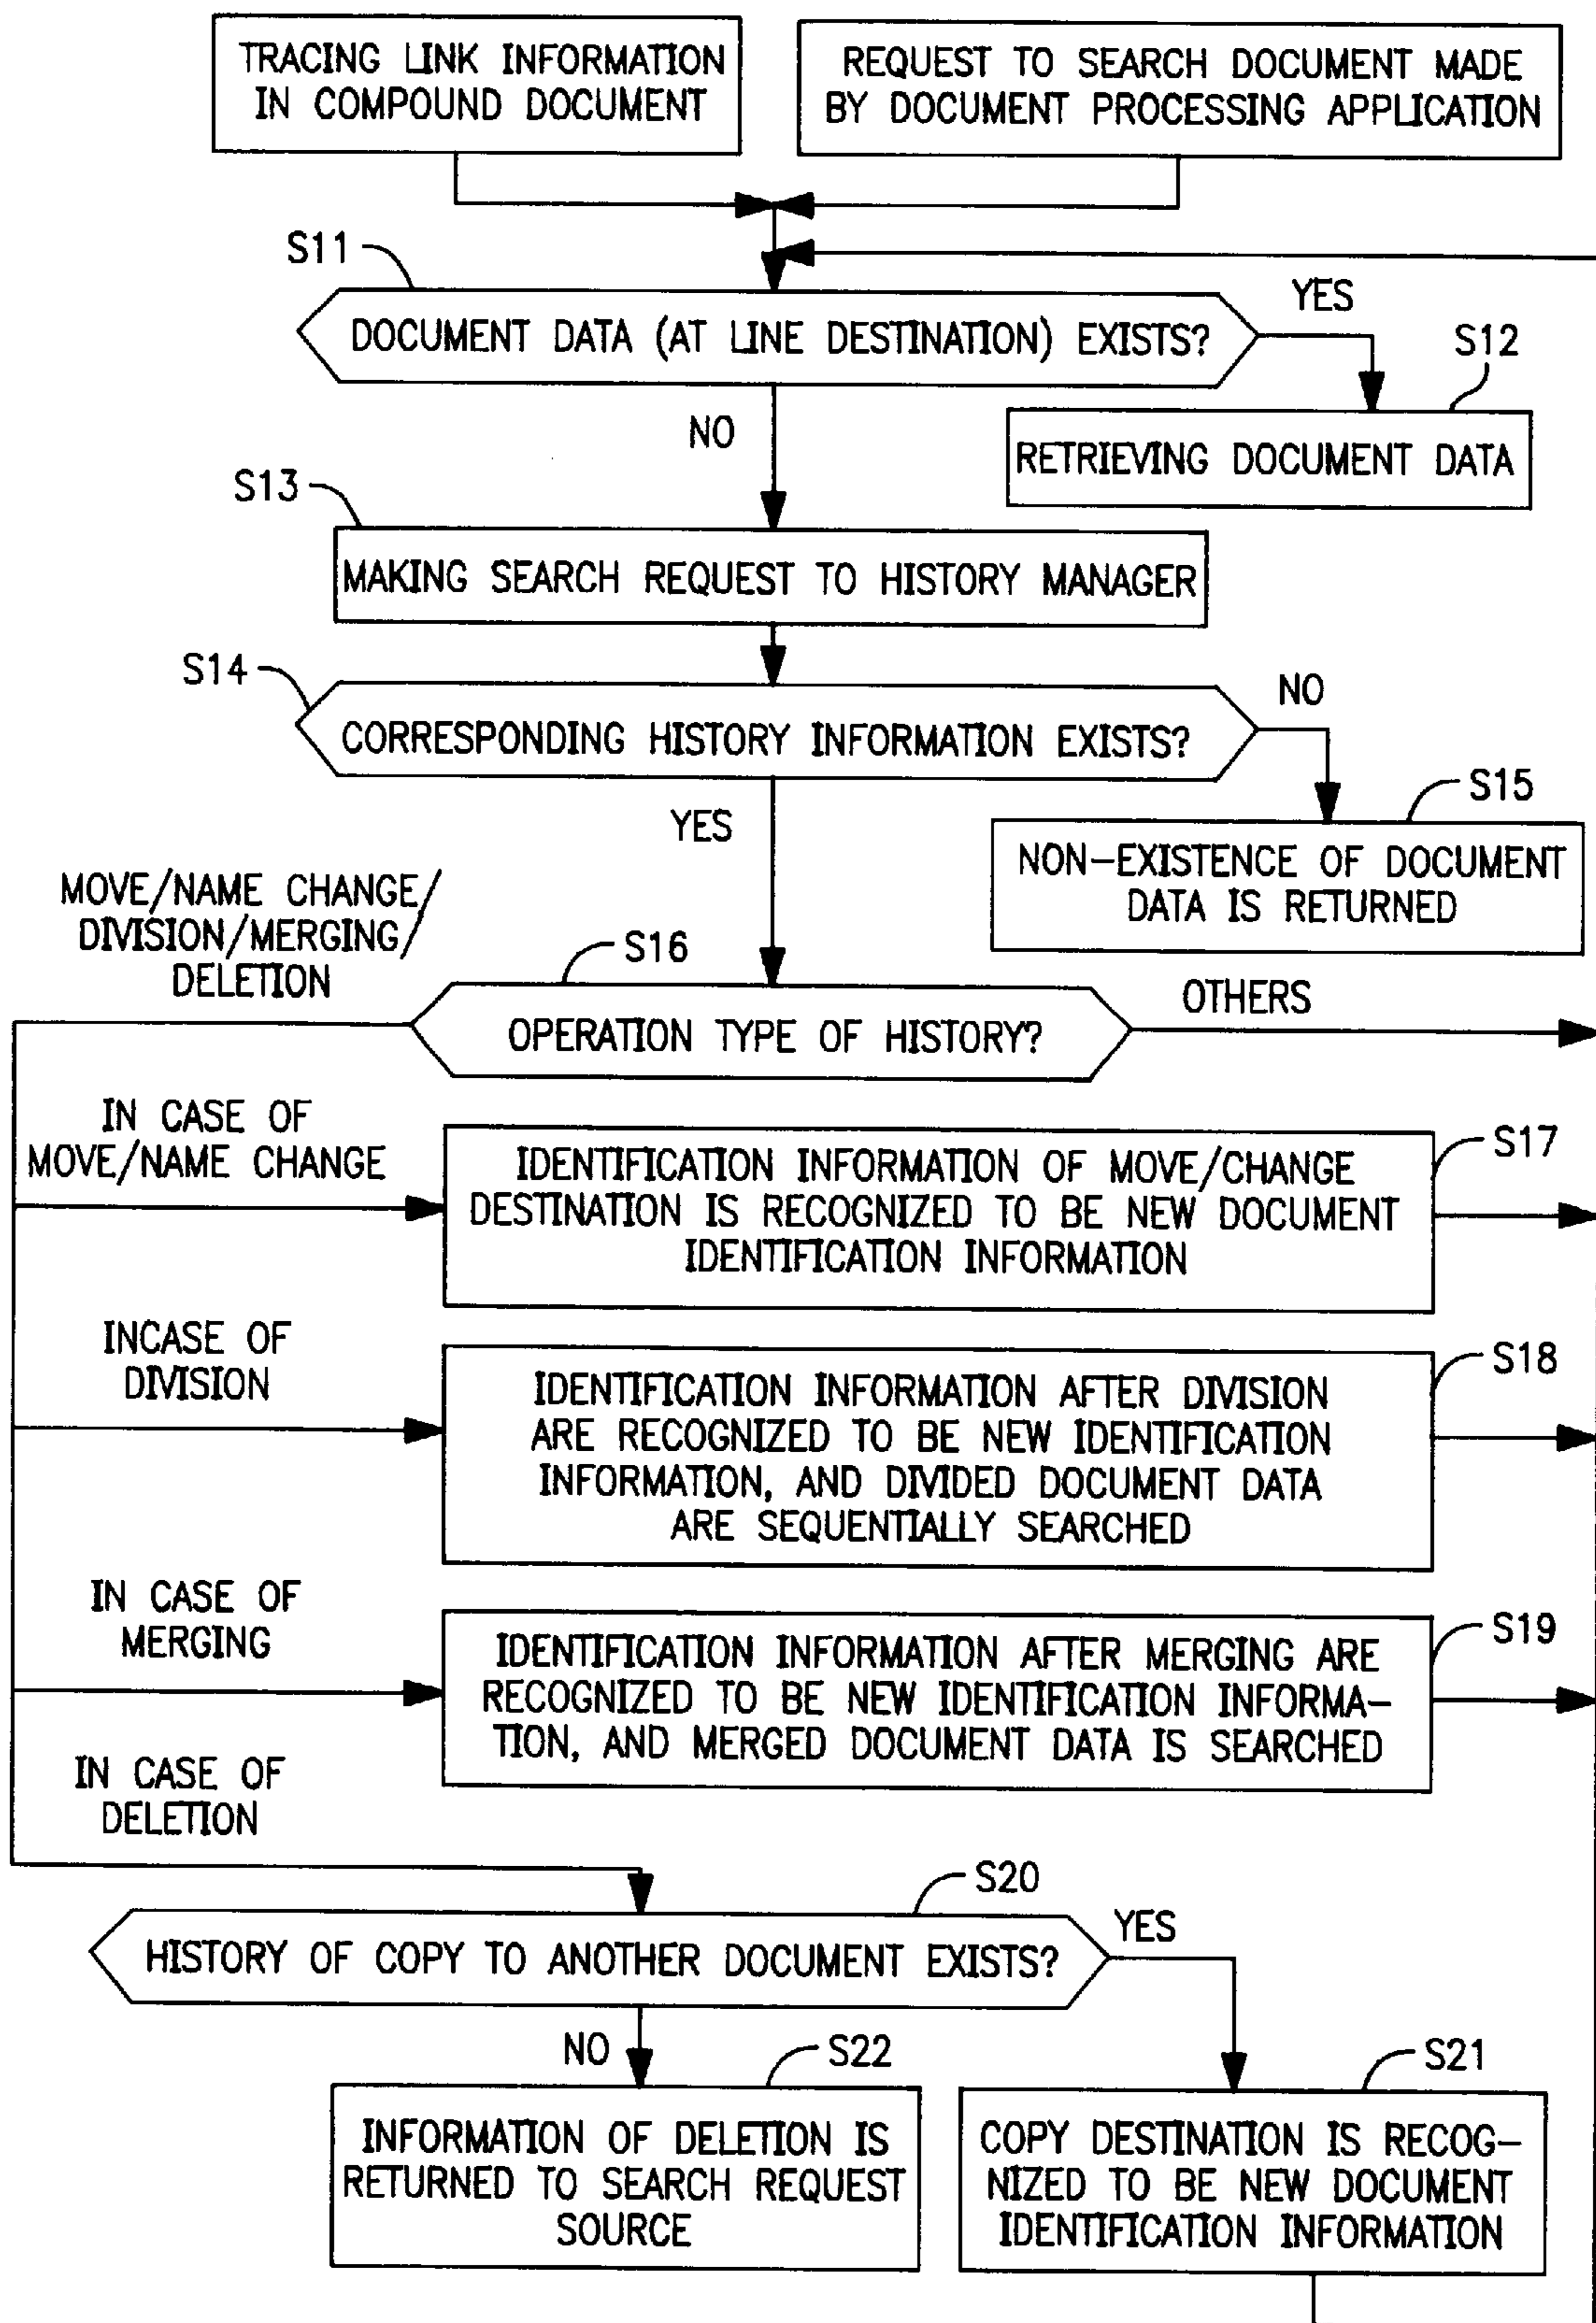 TRACING LINK INFORMATION
IN COMPOUND DOCUMENT
REQUEST TO SEARCH DOCUMENT MADE
BY DOCUMENT PROCESSING APPLICATION
S11
DOCUMENT DATA (AT LINE DESTINATION) EXISTS?
YES
S12
RETRIEVING DOCUMENT DATA
NO
S13
MAKING SEARCH REQUEST TO HISTORY MANAGER
S14
CORRESPONDING HISTORY INFORMATION EXISTS?
NO
S15
NON-EXISTENCE OF DOCUMENT
DATA IS RETURNED
YES
MOVE/NAME CHANGE/
DIVISION/MERGING/
DELETION
S16
OPERATION TYPE OF HISTORY?
OTHERS
IN CASE OF
MOVE/NAME CHANGE
IDENTIFICATION INFORMATION OF MOVE/CHANGE
DESTINATION IS RECOGNIZED TO BE NEW DOCUMENT
IDENTIFICATION INFORMATION
S17
INCASE OF
DIVISION
IDENTIFICATION INFORMATION AFTER DIVISION
ARE RECOGNIZED TO BE NEW IDENTIFICATION
INFORMATION, AND DIVIDED DOCUMENT DATA
ARE SEQUENTIALLY SEARCHED
S18
IN CASE OF
MERGING
IDENTIFICATION INFORMATION AFTER MERGING ARE
RECOGNIZED TO BE NEW IDENTIFICATION INFORMA-
TION, AND MERGED DOCUMENT DATA IS SEARCHED
S19
IN CASE OF
DELETION
S20
HISTORY OF COPY TO ANOTHER DOCUMENT EXISTS?
YES
NO
S22
INFORMATION OF DELETION IS
RETURNED TO SEARCH REQUEST
SOURCE
S21
COPY DESTINATION IS RECOG-
NIZED TO BE NEW DOCUMENT
IDENTIFICATION INFORMATION